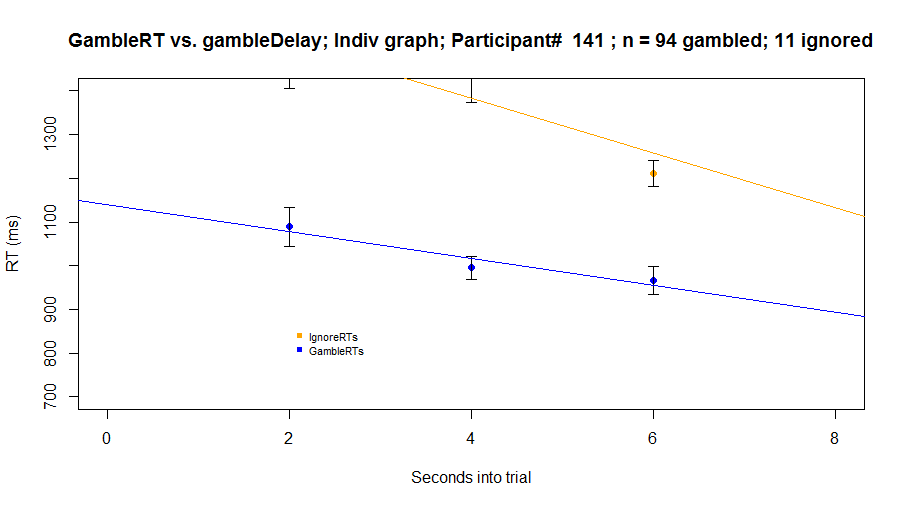 GambleRT vs. gambleDelay; Indiv graph; Participant# 141 ; n = 94 gambled; 11 ignored
RT (ms)
1300
1100
900
800
700
IgnoreRTs
GambleRTs
0 2 4 6 8
Seconds into trial